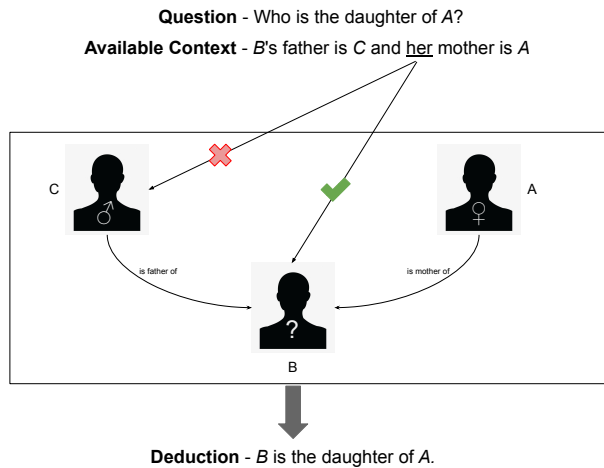 Question - Who is the daughter of A?
Available Context - B's father is C and her mother is A
C
A
is father of
is mother of
?
B
Deduction - B is the daughter of A.